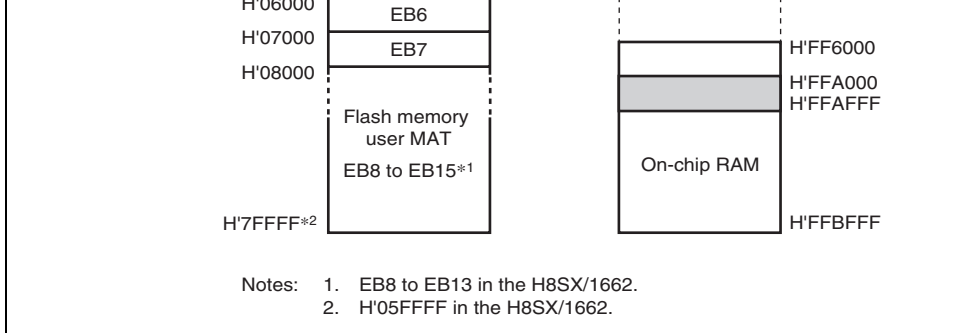 H'06000
EB6
H'07000
EB7
H'08000
Flash memory
user MAT
EB8 to EB15*1
H'7FFFF*2
H'FF6000
H'FFA000
H'FFAFFF
On-chip RAM
H'FFBFFF
Notes: 1. EB8 to EB13 in the H8SX/1662.
2. H'05FFFF in the H8SX/1662.